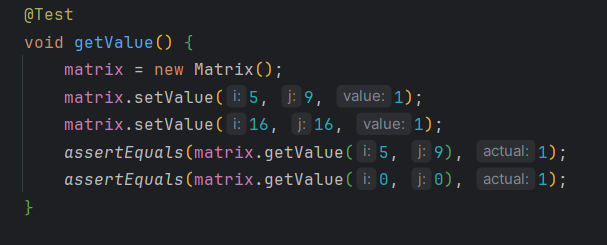 @Test
void getValue() {
    matrix = new Matrix();
    matrix.setValue( i: 5, j: 9, value: 1);
    matrix.setValue( i: 16, j: 16, value: 1);
    assertEquals(matrix.getValue( i: 5, j: 9), actual: 1);
    assertEquals(matrix.getValue( i: 0, j: 0), actual: 1);
}